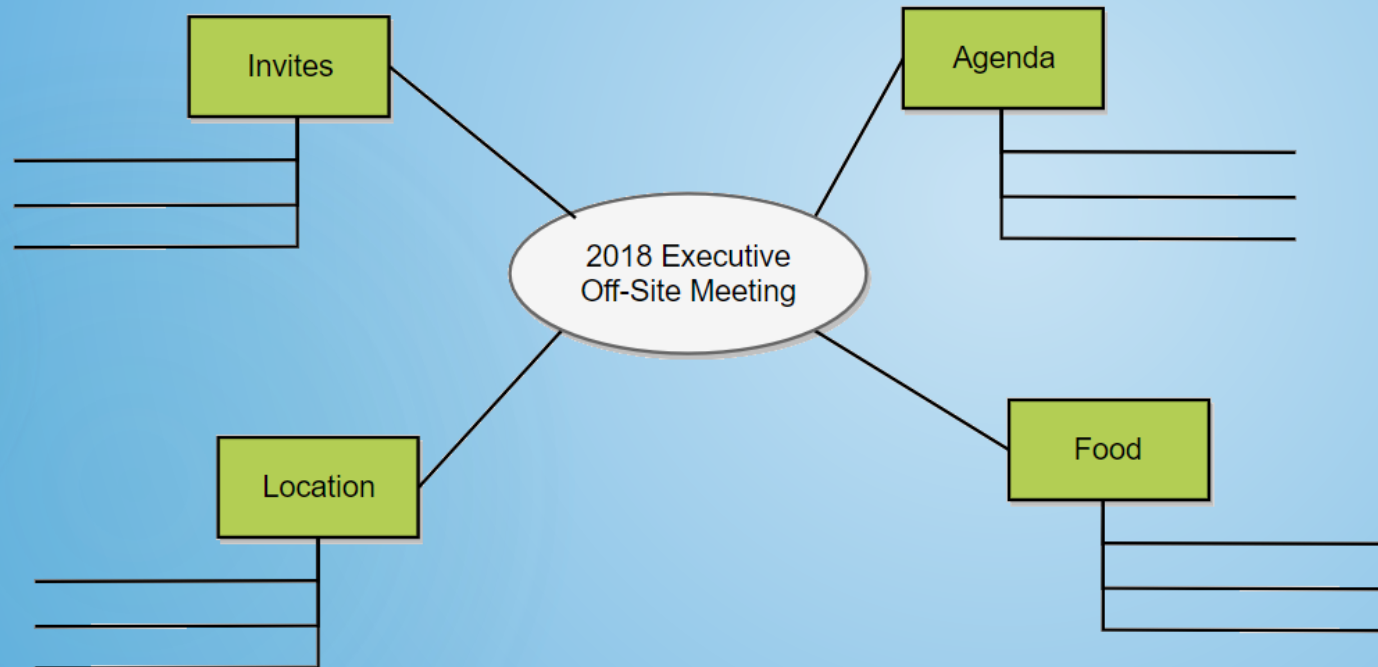 Invites
Agenda
2018 Executive
Off-Site Meeting
Location
Food